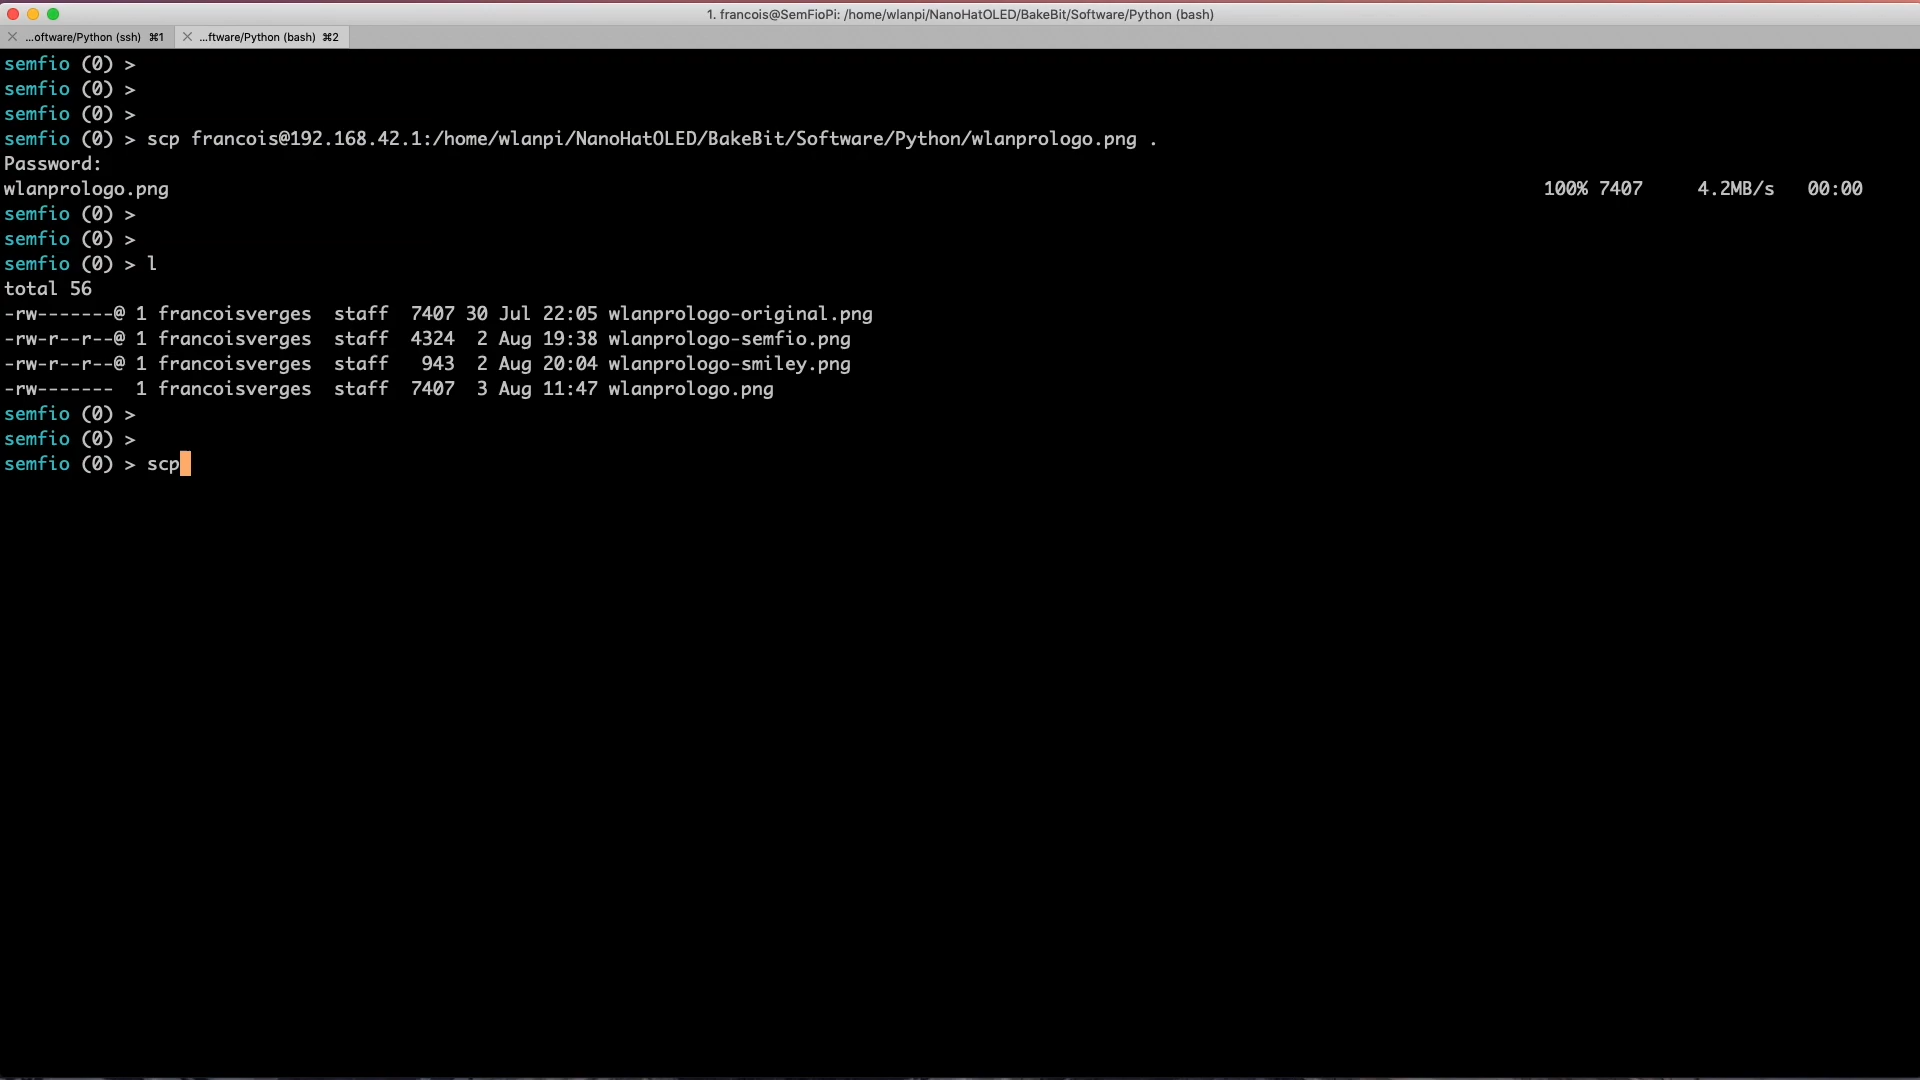 1. francois@SemFioPi: /home/wlanpi/NanoHatOLED/BakeBit/Software/Python (bash)
...oftware/Python (ssh) ⌘1 ...ftware/Python (bash) ⌘2
semfio (0) >
semfio (0) >
semfio (0) >
semfio (0) > scp francois@192.168.42.1:/home/wlanpi/NanoHatOLED/BakeBit/Software/Python/wlanprologo.png .
Password:
wlanprologo.png 100% 7407 4.2MB/s 00:00
semfio (0) >
semfio (0) >
semfio (0) > l
total 56
-rw-------@ 1 francoisverges staff 7407 30 Jul 22:05 wlanprologo-original.png
-rw-r--r--@ 1 francoisverges staff 4324 2 Aug 19:38 wlanprologo-semfio.png
-rw-r--r--@ 1 francoisverges staff 943 2 Aug 20:04 wlanprologo-smiley.png
-rw------- 1 francoisverges staff 7407 3 Aug 11:47 wlanprologo.png
semfio (0) >
semfio (0) >
semfio (0) > scp